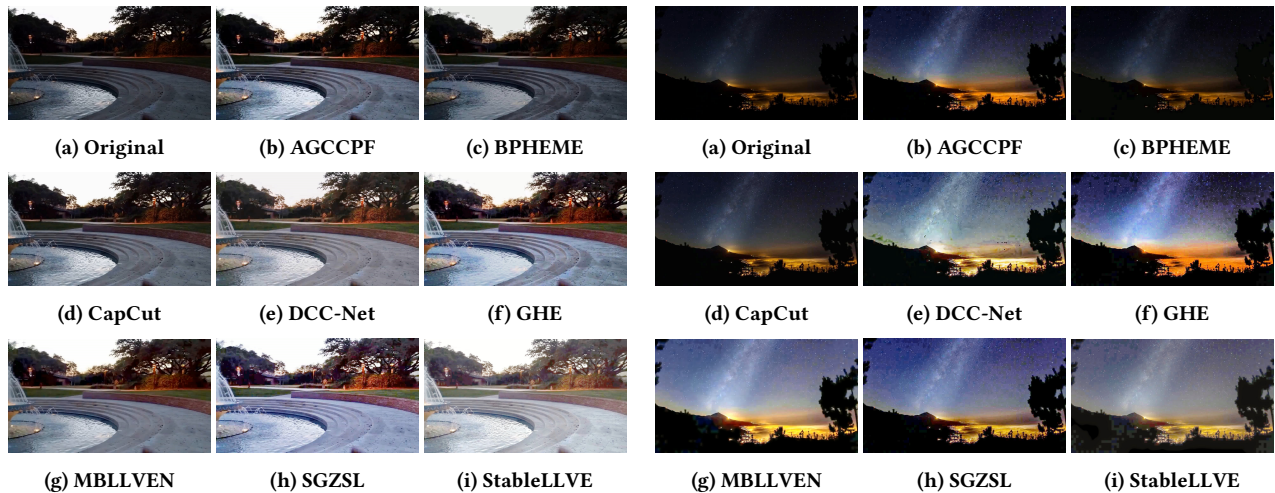 (a) Original
(b) AGCCPF
(c) BPHEME
(d) CapCut
(e) DCC-Net
(f) GHE
(g) MBLLVEN
(h) SGZSL
(i) StableLLVE
(a) Original
(b) AGCCPF
(c) BPHEME
(d) CapCut
(e) DCC-Net
(f) GHE
(g) MBLLVEN
(h) SGZSL
(i) StableLLVE